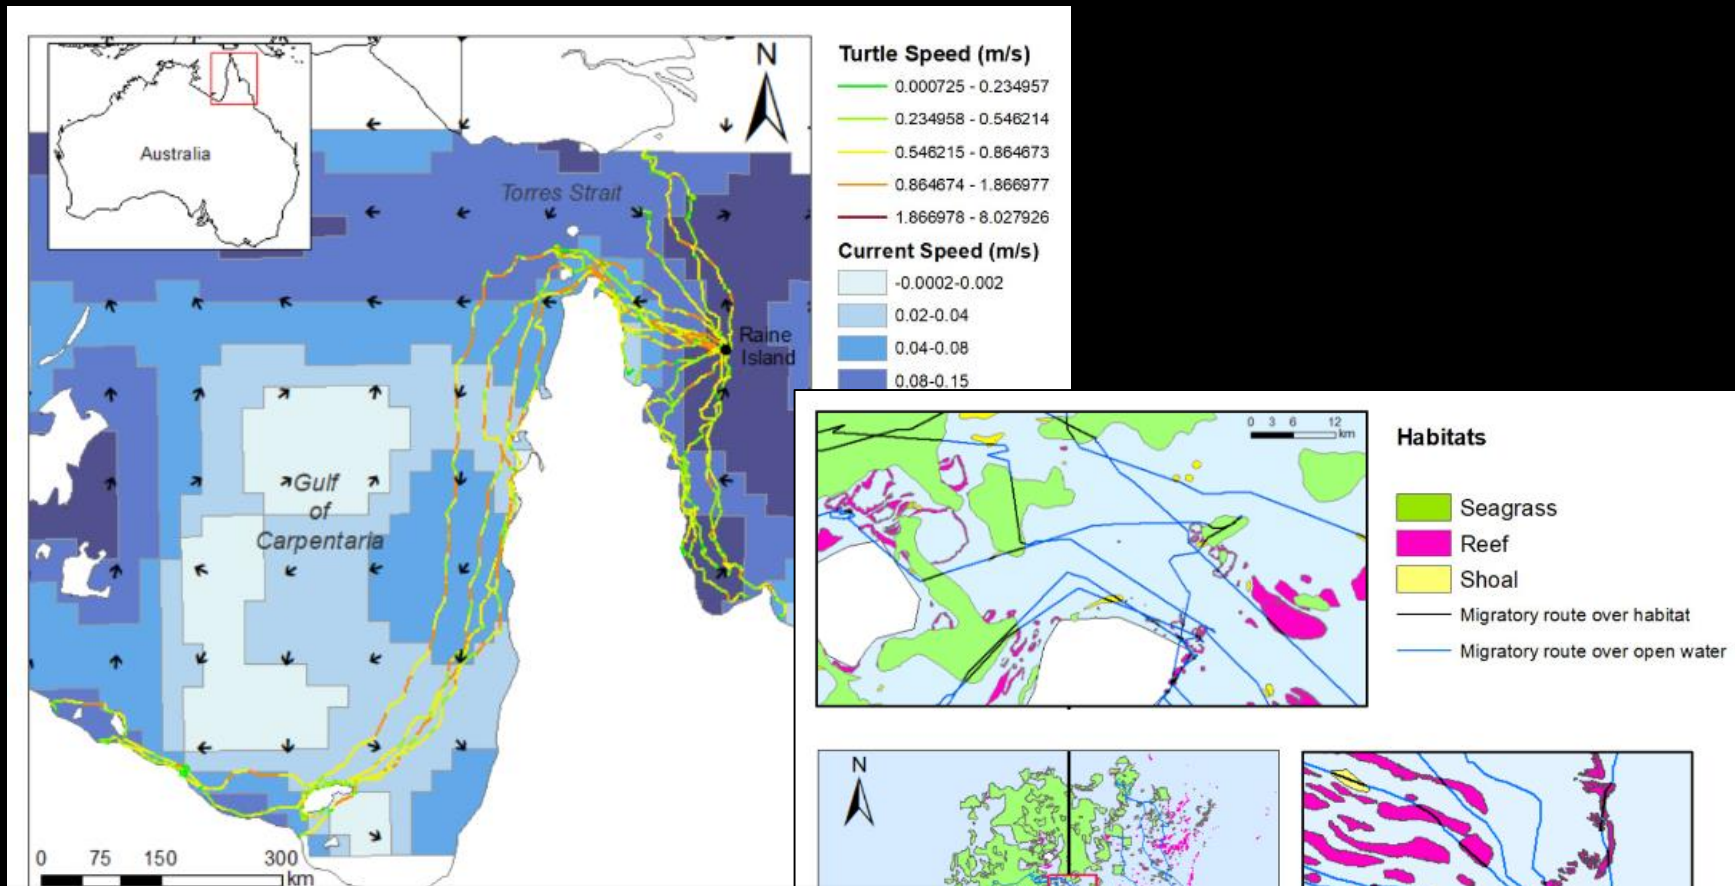 Australia
N
Torres Strait
Raine
Island
Gulf
of
Carpentaria
0 75 150 300
km
Turtle Speed (m/s)
0.000725 - 0.234957
0.234958 - 0.546214
0.546215 - 0.864673
0.864674 - 1.866977
1.866978 - 8.027926
Current Speed (m/s)
-0.0002-0.002
0.02-0.04
0.04-0.08
0.08-0.15
0 3 6 12
km
Habitats
Seagrass
Reef
Shoal
Migratory route over habitat
Migratory route over open water
N